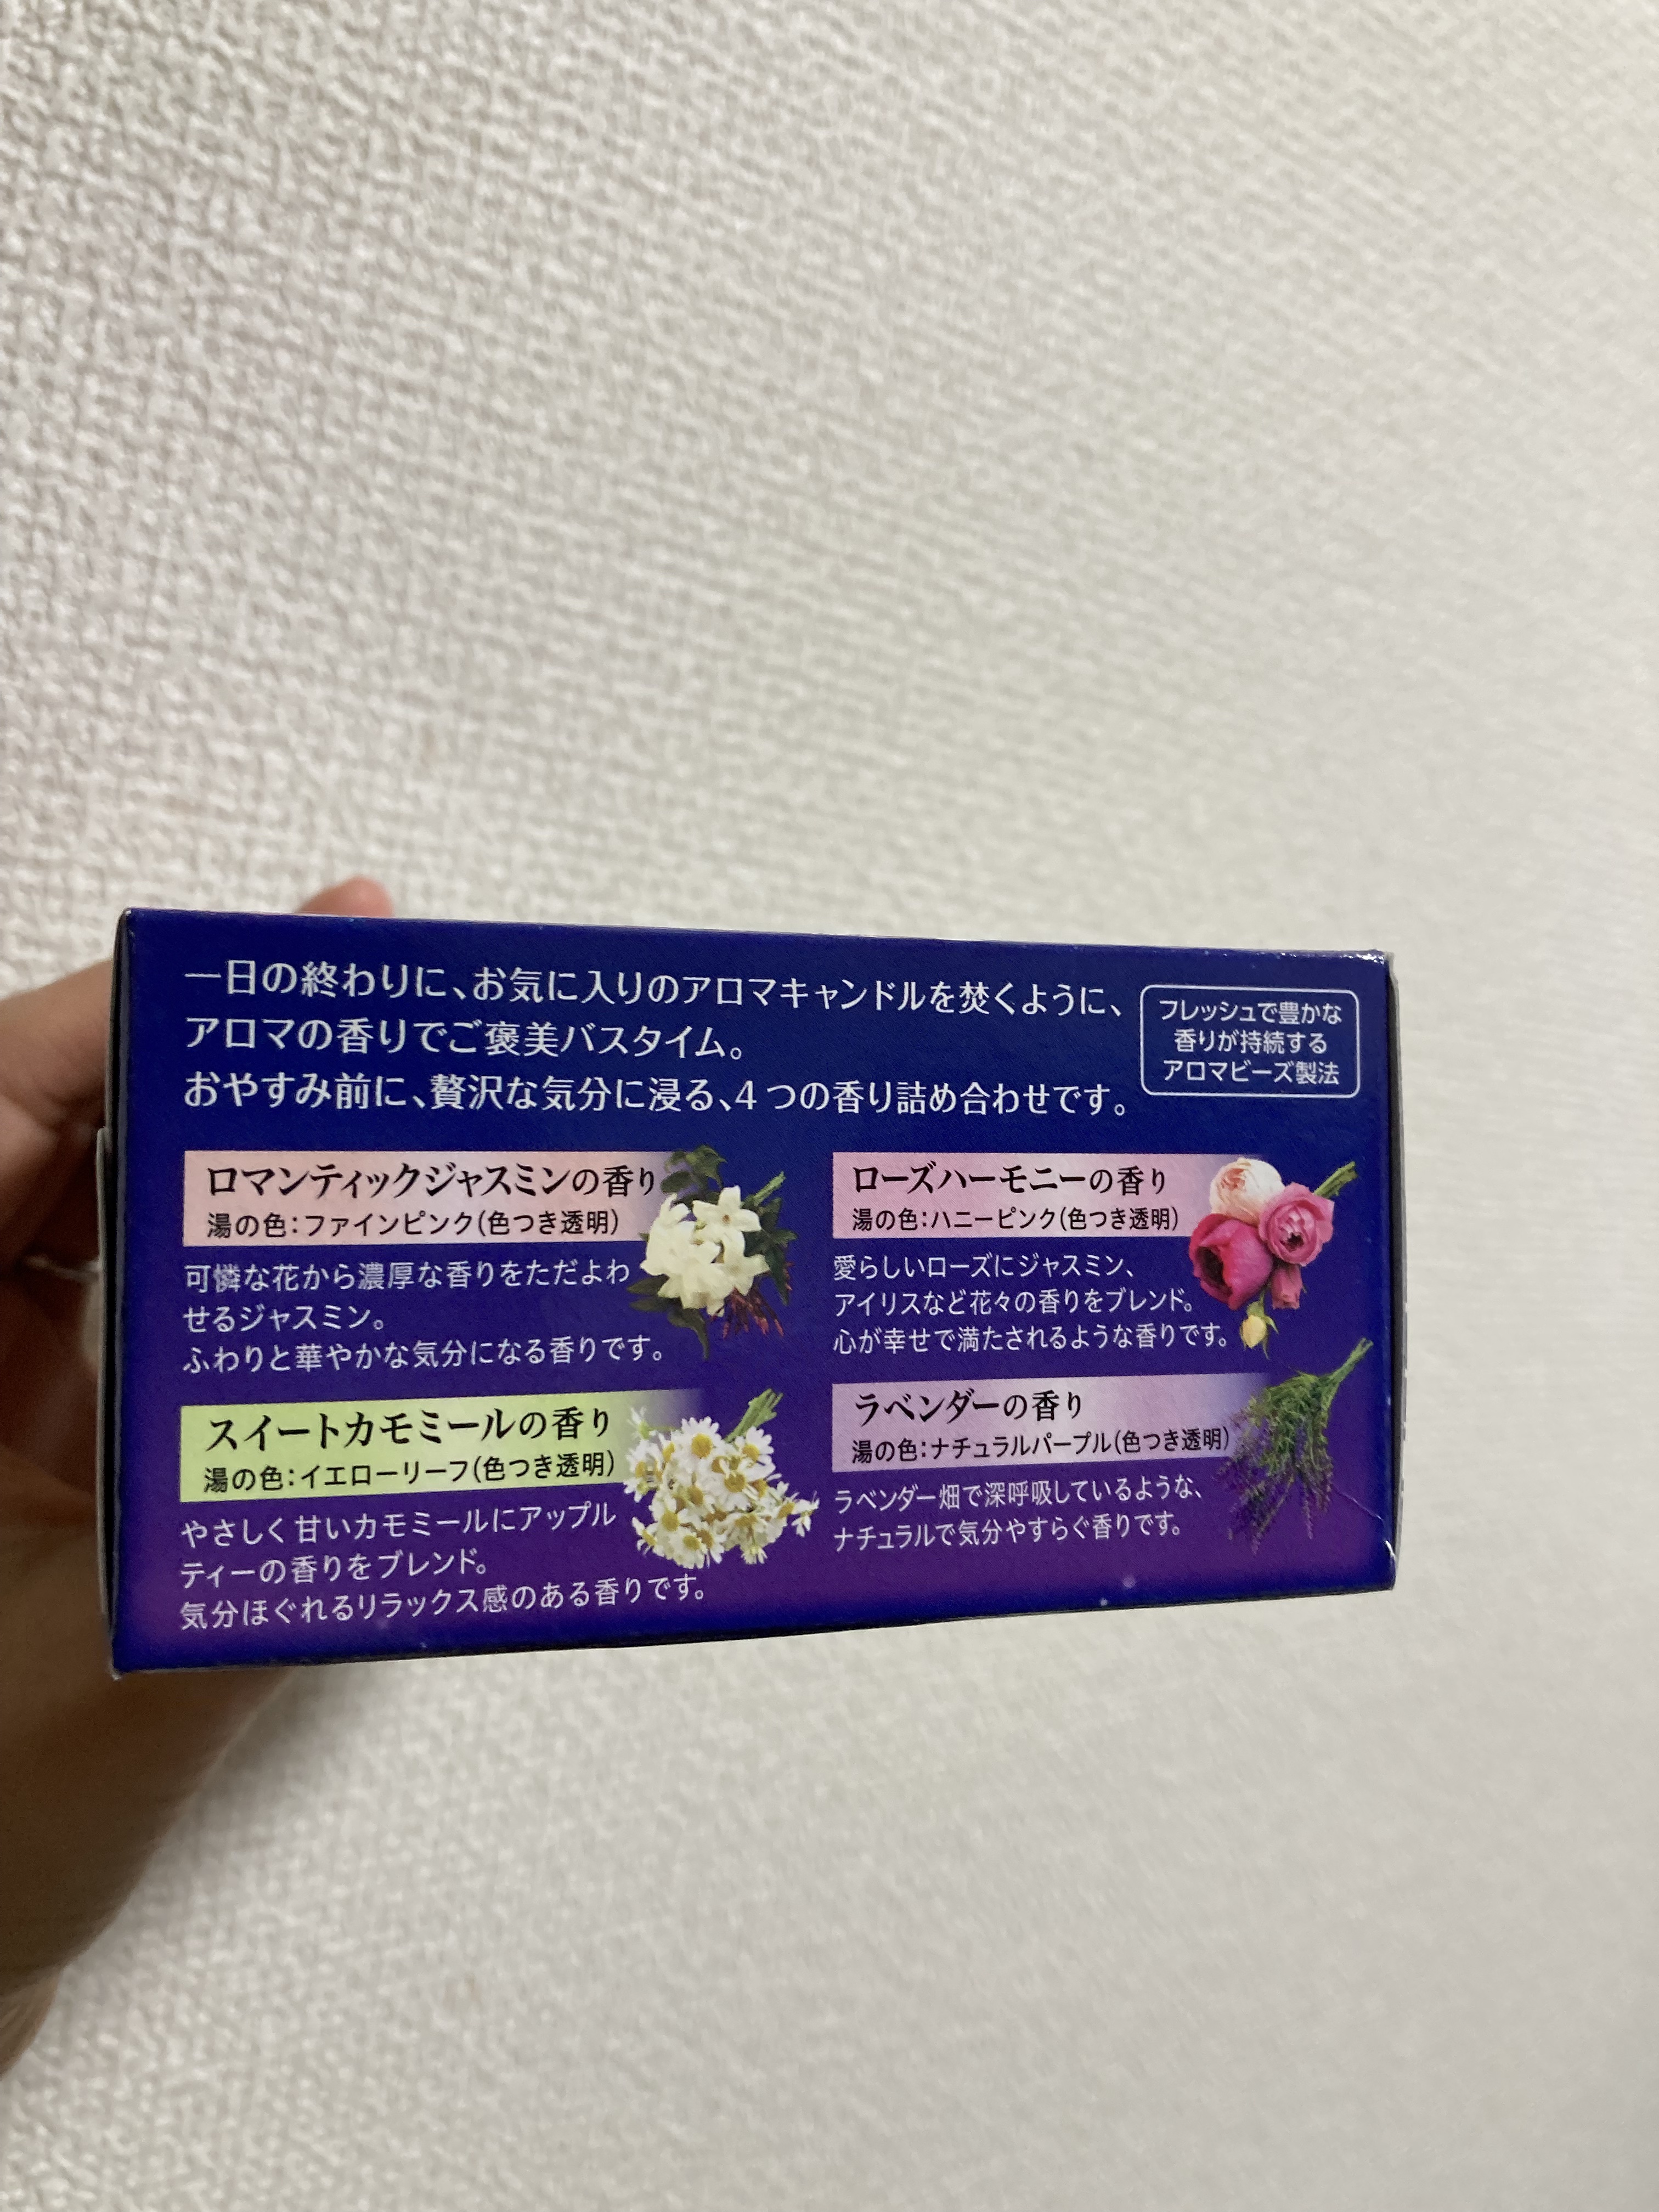 一日の終わりに、お気に入りのアロマキャンドルを焚くように、
アロマの香りでご褒美バスタイム。
おやすみ前に、贅沢な気分に浸る、4つの香り詰め合わせです。
フレッシュで豊かな
香りが持続する
アロマビーズ製法
ロマンティックジャスミンの香り
湯の色：ファインピンク(色つき透明)
可憐な花から濃厚な香りをただよわ
せるジャスミン。
ふわりと華やかな気分になる香りです。
ローズハーモニーの香り
湯の色：ハニーピンク(色つき透明)
愛らしいローズにジャスミン、
アイリスなど花々の香りをブレンド。
心が幸せで満たされるような香りです。
スイートカモミールの香り
湯の色：イエローリーフ(色つき透明)
やさしく甘いカモミールにアップル
ティーの香りをブレンド。
気分ほぐれるリラックス感のある香りです。
ラベンダーの香り
湯の色：ナチュラルパープル(色つき透明)
ラベンダー畑で深呼吸しているような、
ナチュラルで気分やすらぐ香りです。